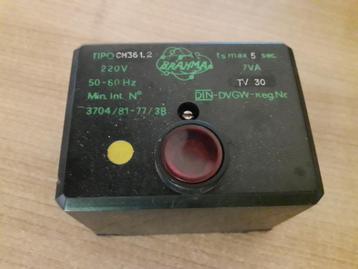 TIPO CM361.2
220V
50-60 Hz
Min. Int. N°
3704/81-77/3B
BRAHMA
ts max 5 sec.
7VA
TV 30
DIN-DVGW-Reg.Nr.